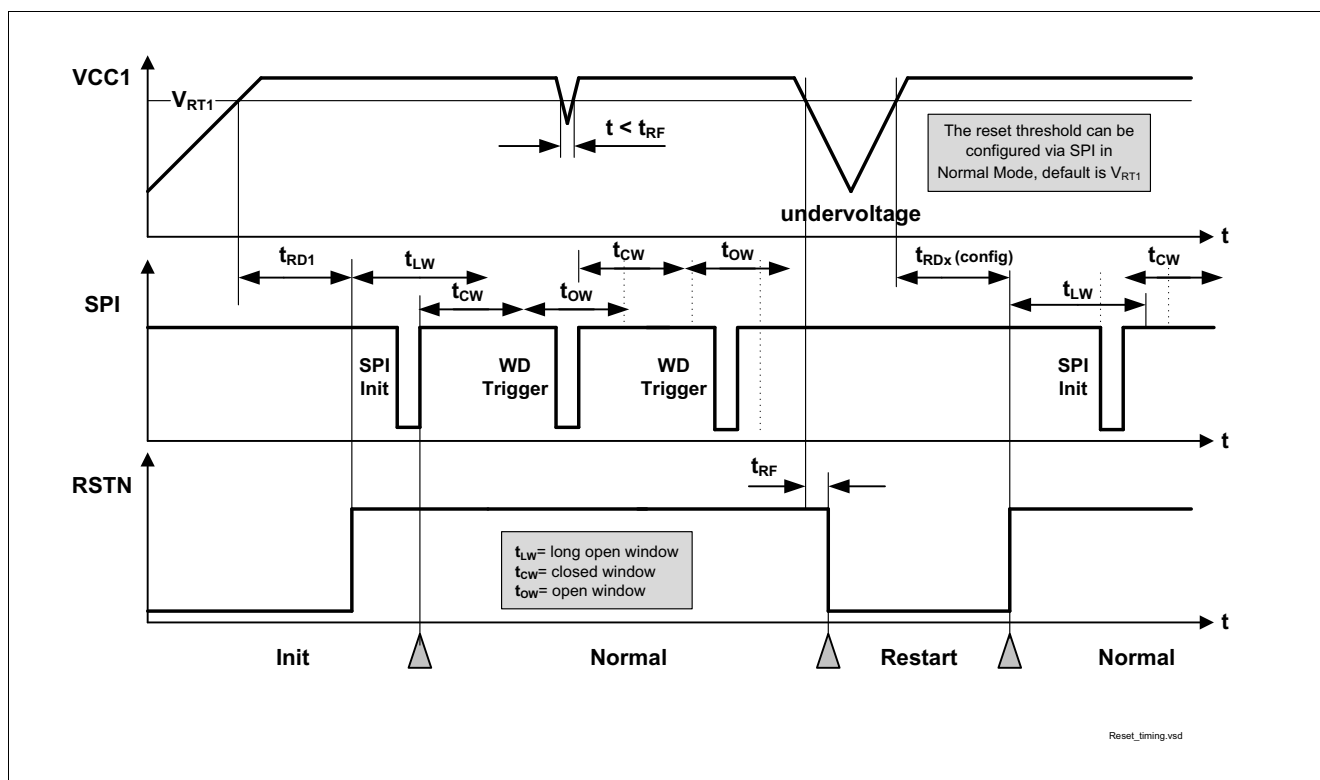 VCC1
VRT1
t < tRF
The reset threshold can be
configured via SPI in
Normal Mode, default is VRT1
undervoltage
t
tRD1
tLW
tCW
tOW
tRDx (config)
tCW
SPI
tCW
tOW
tLW
SPI
Init
WD
Trigger
WD
Trigger
SPI
Init
t
RSTN
tRF
tLW= long open window
tCW= closed window
tOW= open window
t
Init
Normal
Restart
Normal
Reset_timing.vsd